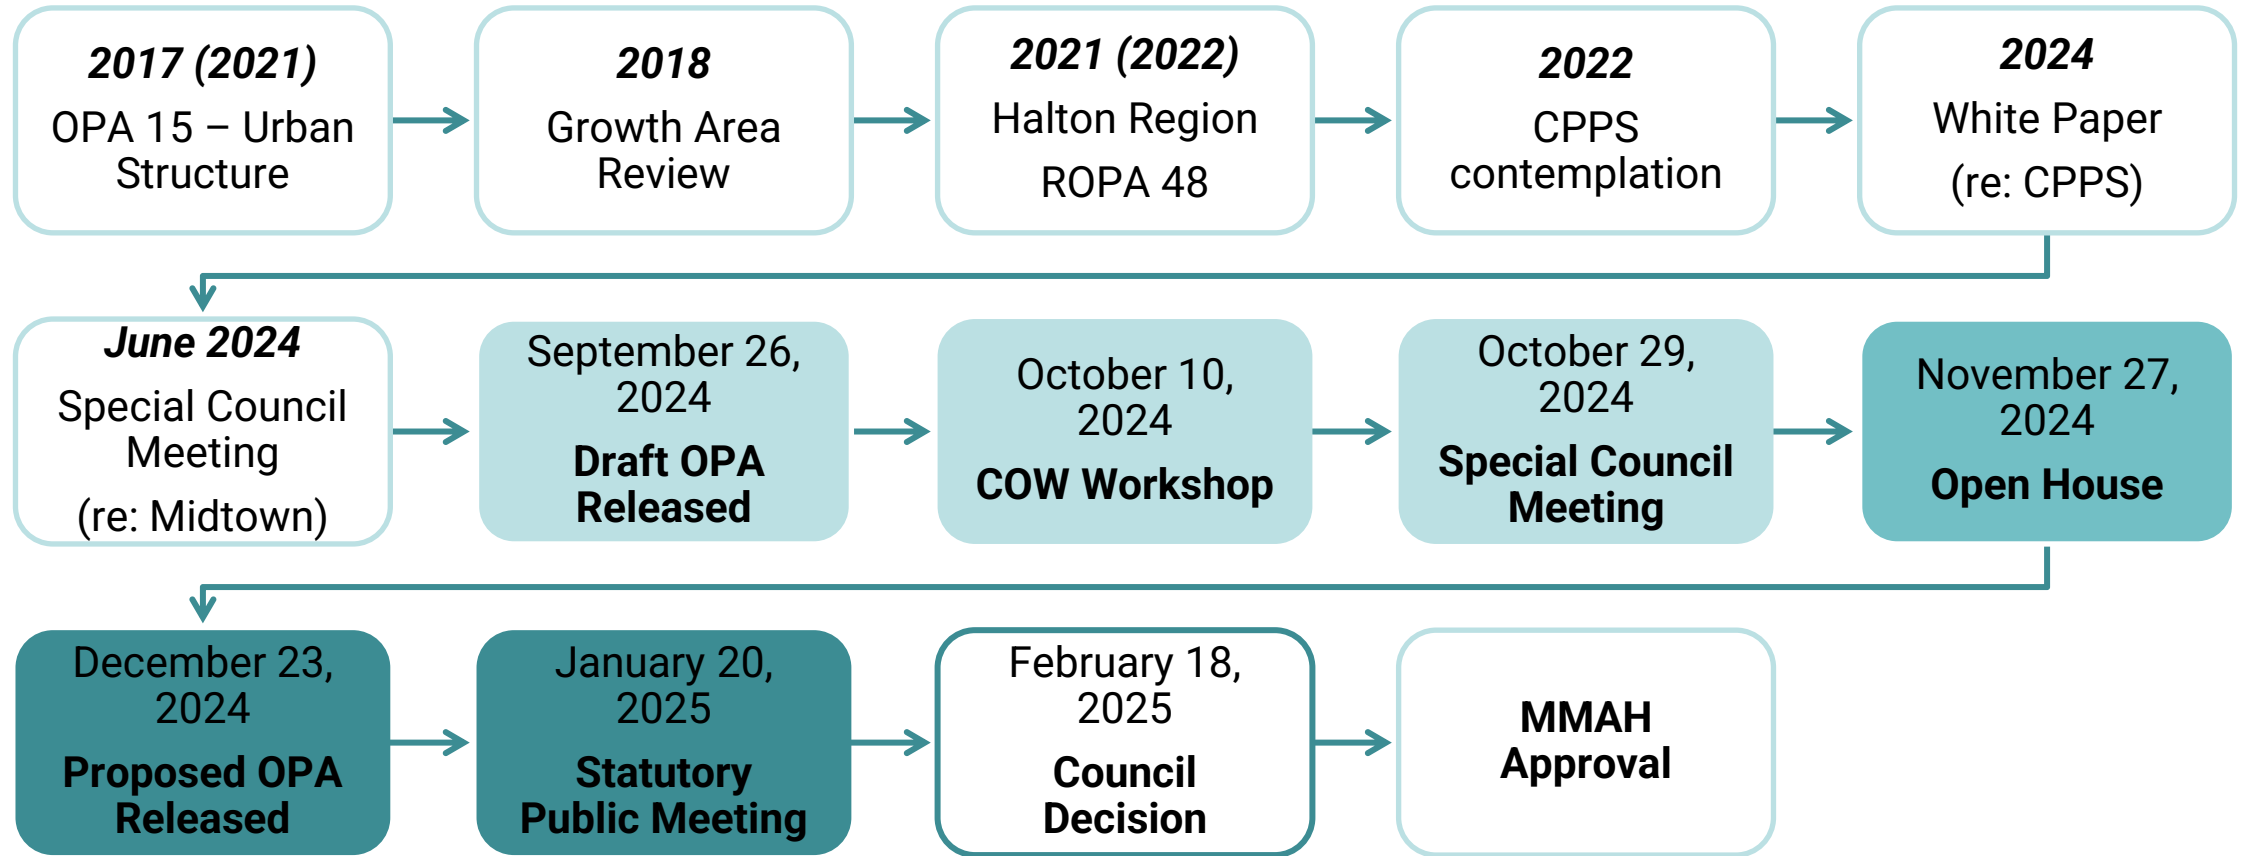 2017 (2021)
OPA 15 – Urban
Structure
2018
Growth Area
Review
2021 (2022)
Halton Region
ROPA 48
2022
CPPS
contemplation
2024
White Paper
(re: CPPS)
June 2024
Special Council
Meeting
(re: Midtown)
September 26,
2024
Draft OPA
Released
October 10,
2024
COW Workshop
October 29,
2024
Special Council
Meeting
November 27,
2024
Open House
December 23,
2024
Proposed OPA
Released
January 20,
2025
Statutory
Public Meeting
February 18,
2025
Council
Decision
MMAH
Approval